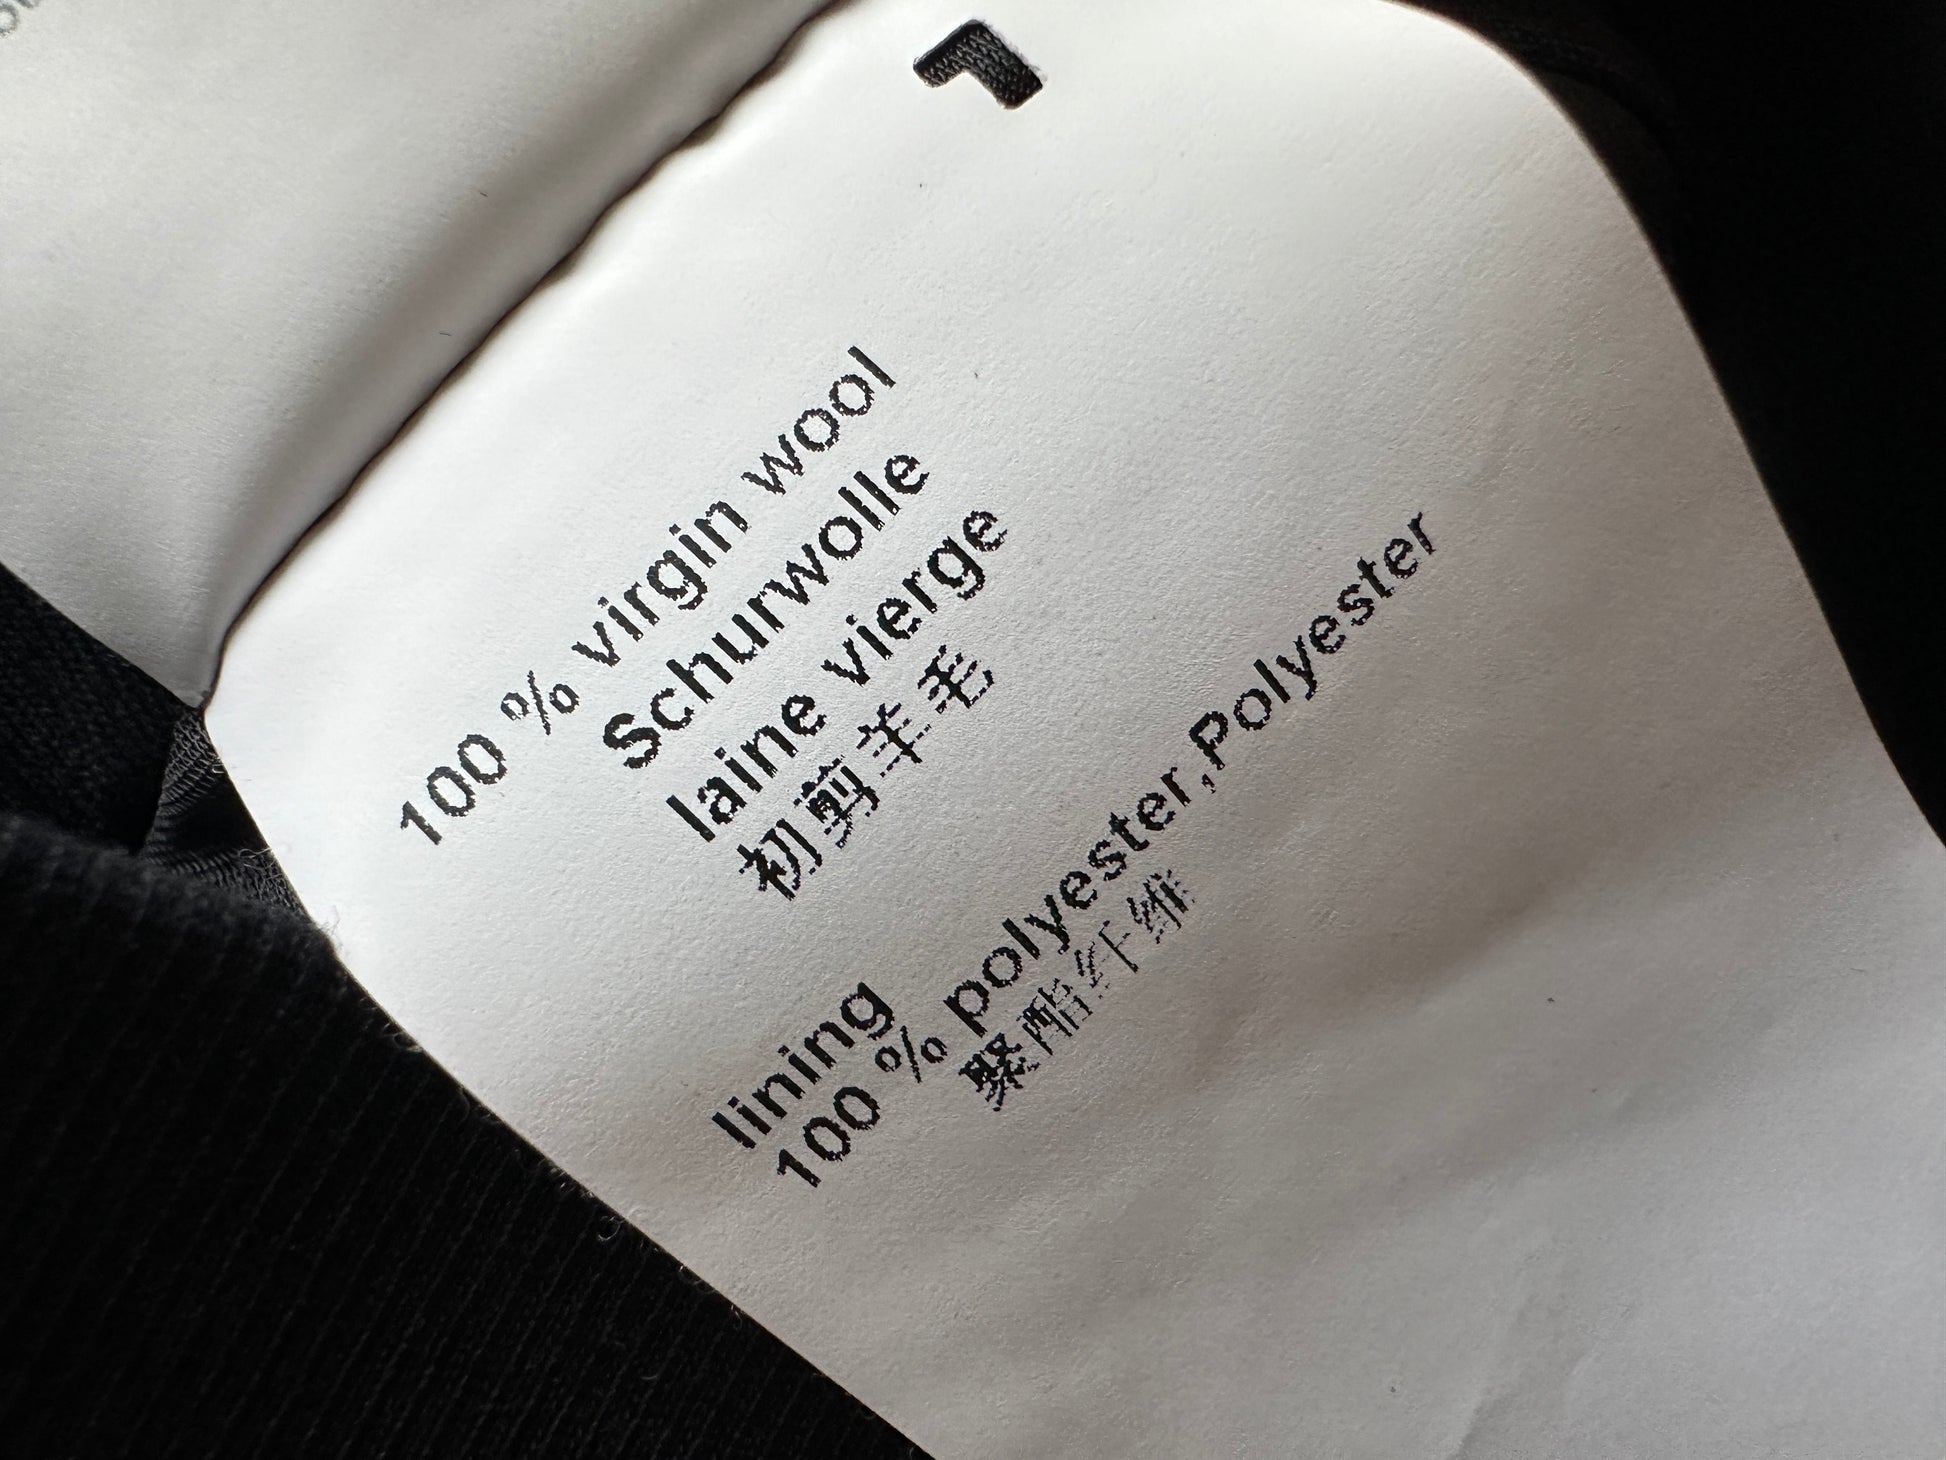 100 % virgin wool
Schurwolle
laine vierge
初剪羊毛
lining
100 % polyester,Polyester
聚酯纤维